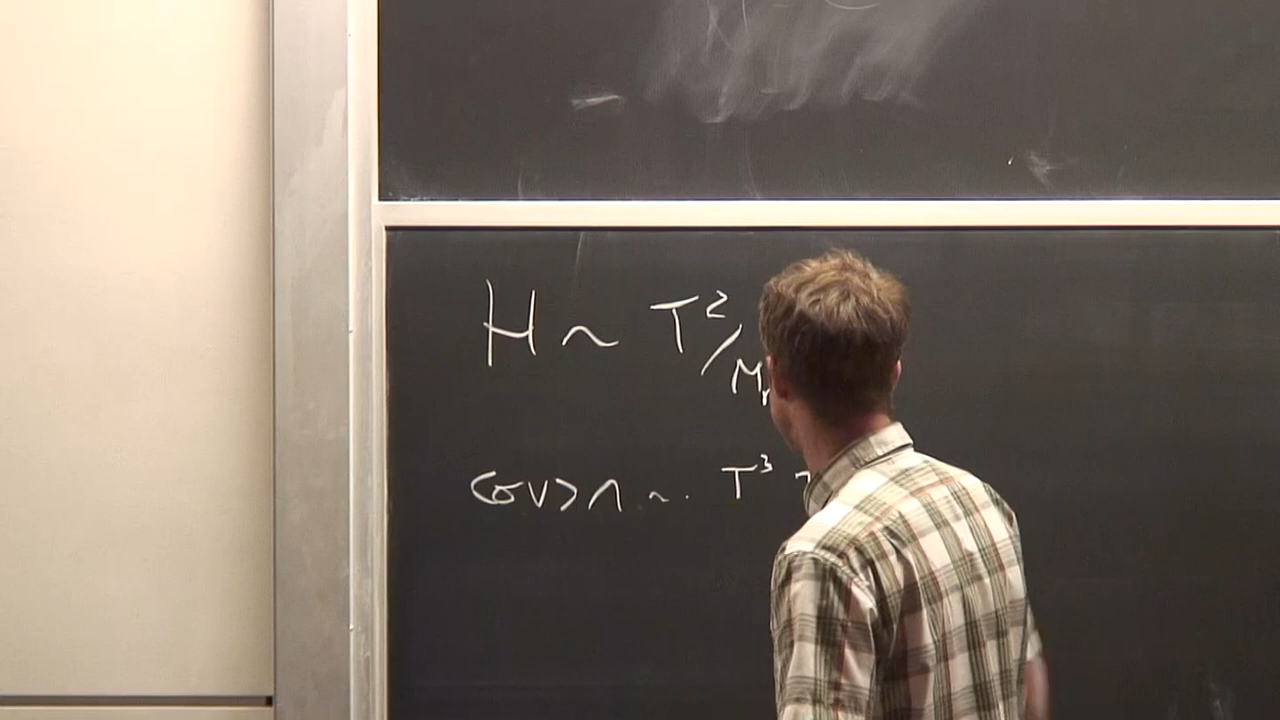 H ~ T²/M
<σv>n ~ T³